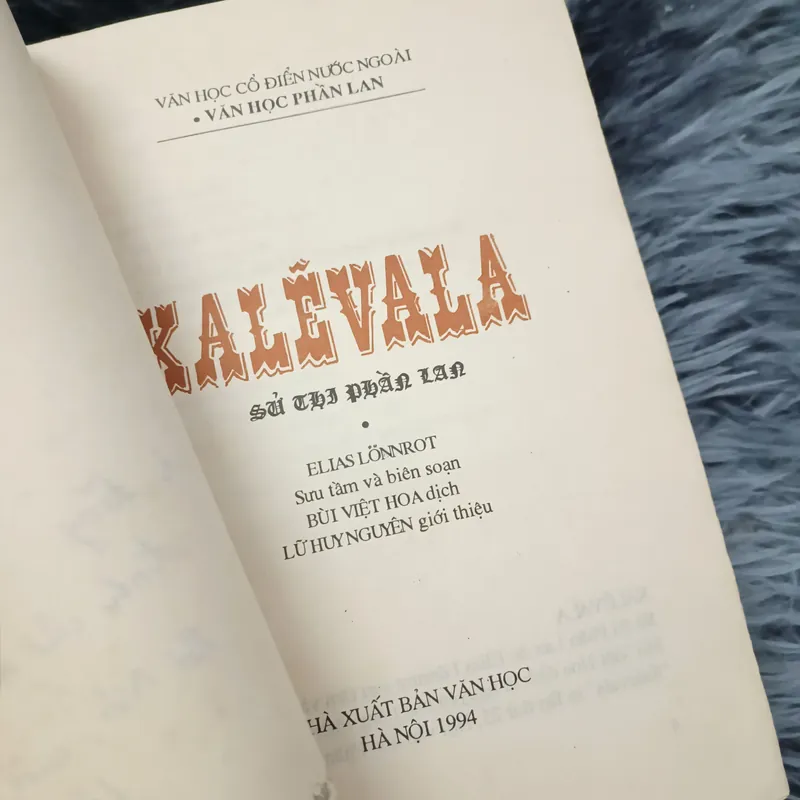 VĂN HỌC CỔ ĐIỂN NƯỚC NGOÀI
• VĂN HỌC PHẦN LAN
KALÊVALA
SỬ THI PHẦN LAN
•
ELIAS LÖNNROT
Sưu tầm và biên soạn
BÙI VIỆT HOA dịch
LỮ HUY NGUYÊN giới thiệu
HÀ XUẤT BẢN VĂN HỌC
HÀ NỘI 1994